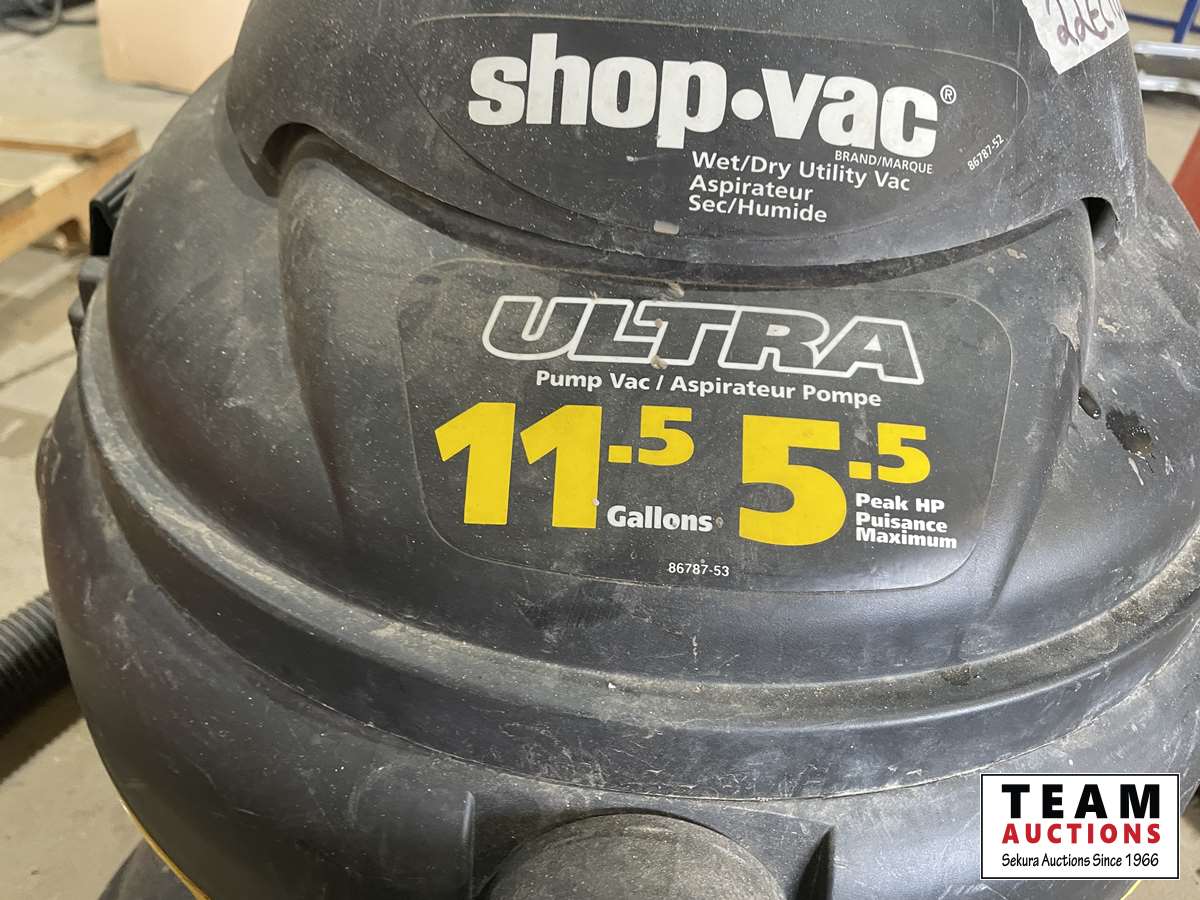 shop·vac®
BRAND/MARQUE
86787-52
Wet/Dry Utility Vac
Aspirateur
Sec/Humide
ULTRA
Pump Vac / Aspirateur Pompe
11.5 Gallons
5.5 Peak HP
Puisance
Maximum
86787-53
TEAM
AUCTIONS
Sekura Auctions Since 1966